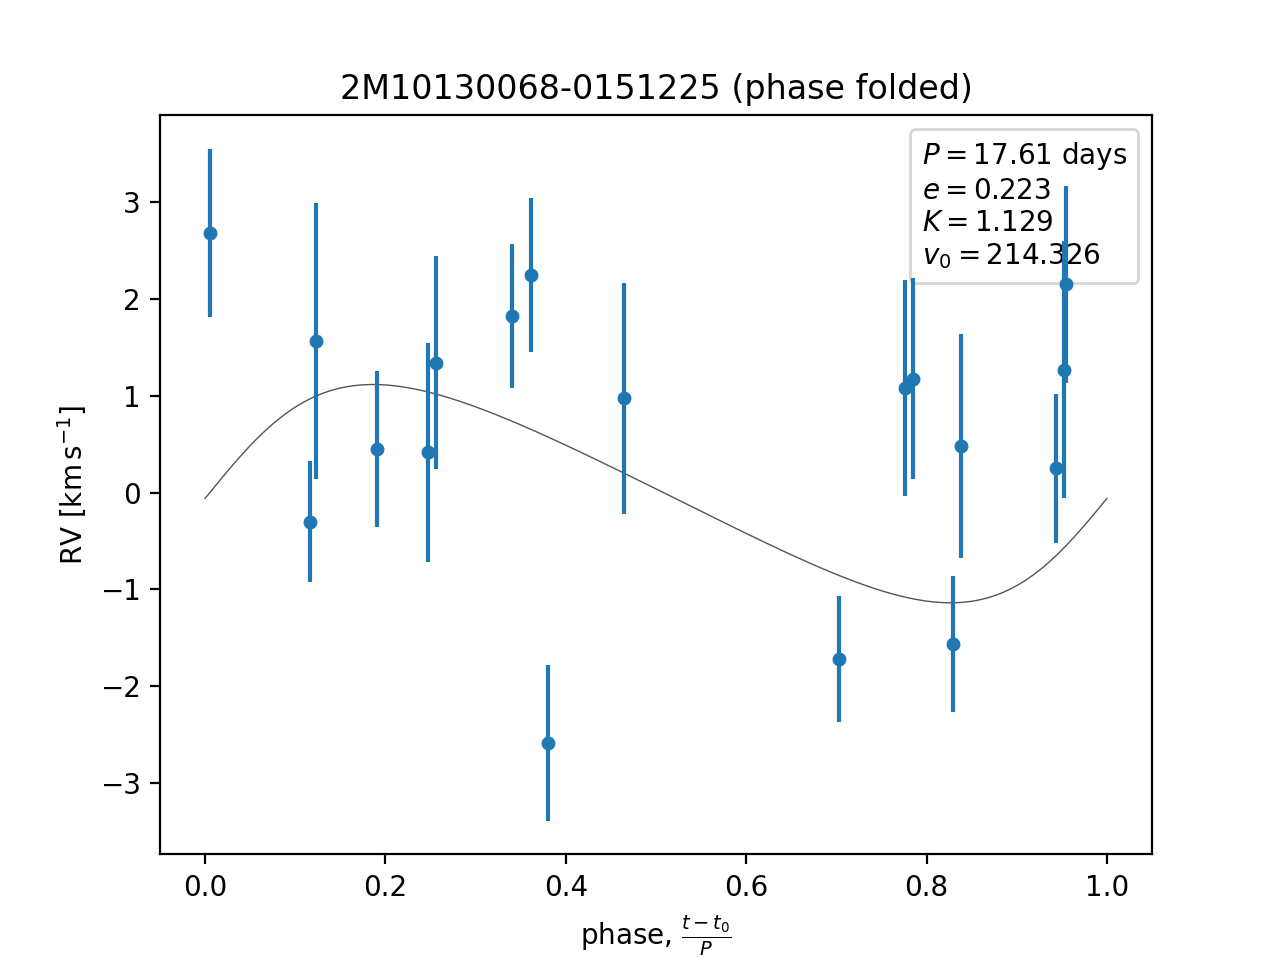 2M10130068-0151225 (phase folded)
P = 17.61 days
e = 0.223
K = 1.129
v₀ = 214.326
RV [km s⁻¹]
3
2
1
0
−1
−2
−3
0.0 0.2 0.4 0.6 0.8 1.0
phase, (t − t₀)/P